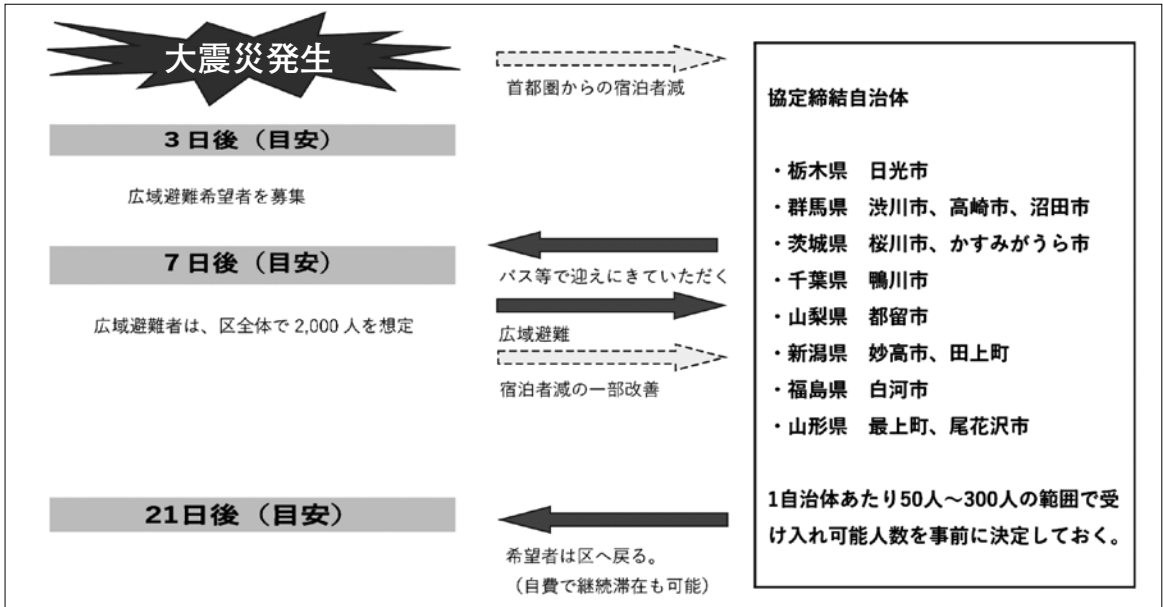 大震災発生
首都圏からの宿泊者減
3日後（目安）
広域避難希望者を募集
7日後（目安）
広域避難者は、区全体で2,000人を想定
バス等で迎えにきていただく
広域避難
宿泊者減の一部改善
21日後（目安）
希望者は区へ戻る。
（自費で継続滞在も可能）
協定締結自治体
・栃木県　日光市
・群馬県　渋川市、高崎市、沼田市
・茨城県　桜川市、かすみがうら市
・千葉県　鴨川市
・山梨県　都留市
・新潟県　妙高市、田上町
・福島県　白河市
・山形県　最上町、尾花沢市
1自治体あたり50人～300人の範囲で受
け入れ可能人数を事前に決定しておく。